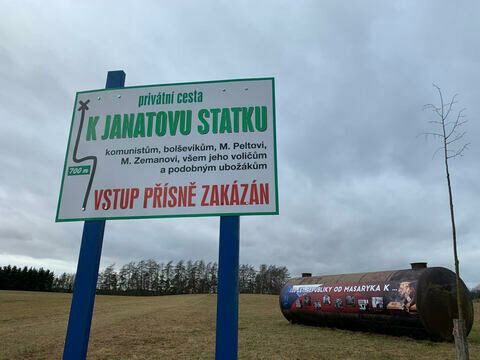 privátní cesta
K JANATOVU STATKU
komunistům, bolševikům, M. Peltovi,
M. Zemanovi, všem jeho voličům
a podobným ubožákům
700 m
VSTUP PŘÍSNĚ ZAKÁZÁN
REPUBLIKY OD MASARYKA K ...